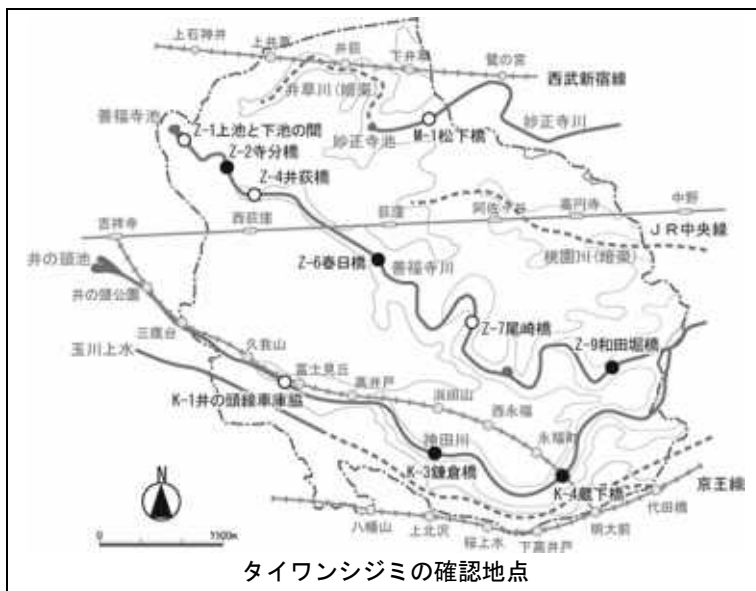 上石神井
上井草
井荻
下井草
鷺の宮
西武新宿線
井草川(暗渠)
善福寺池
Z-1上池と下池の間
妙正寺池
M-1松下橋
妙正寺川
Z-2寺分橋
Z-4井荻橋
吉祥寺
西荻窪
荻窪
阿佐ヶ谷
高円寺
中野
JR中央線
井の頭池
Z-6春日橋
善福寺川
桃園川(暗渠)
井の頭公園
三鷹台
玉川上水
久我山
Z-7尾崎橋
Z-9和田堀橋
富士見丘
高井戸
K-1井の頭線車庫脇
浜田山
西永福
永福町
神田川
K-3鎌倉橋
K-4蔵下橋
京王線
N
八幡山
上北沢
桜上水
下高井戸
明大前
代田橋
0
タイワンシジミの確認地点